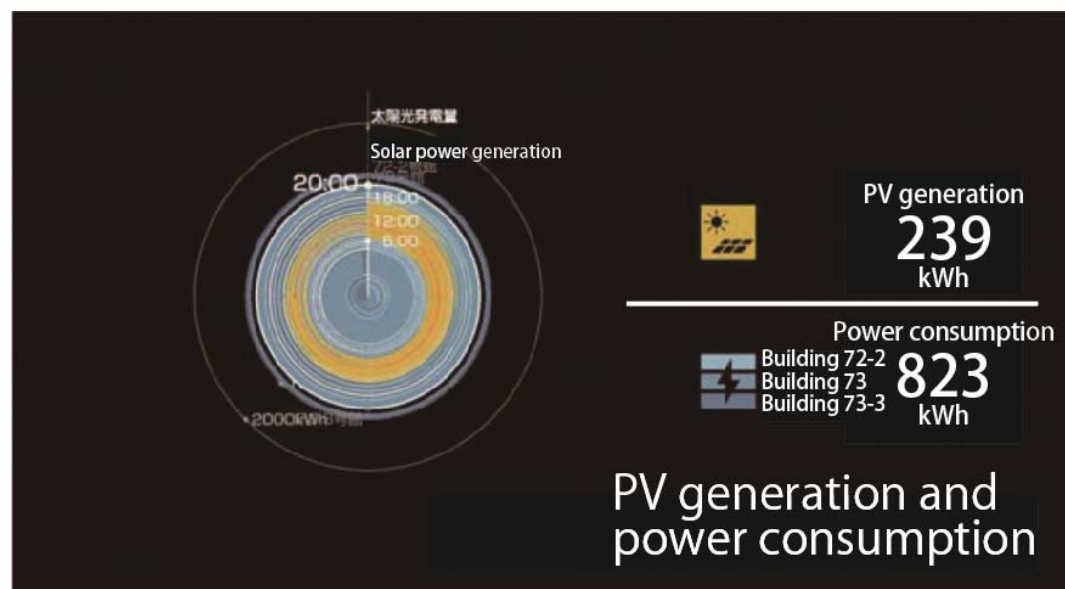 太陽光発電量
Solar power generation
20:00
18:00
12:00
6:00
2000kWh
PV generation
239
kWh
Power consumption
Building 72-2
Building 73
Building 73-3
823
kWh
PV generation and
power consumption